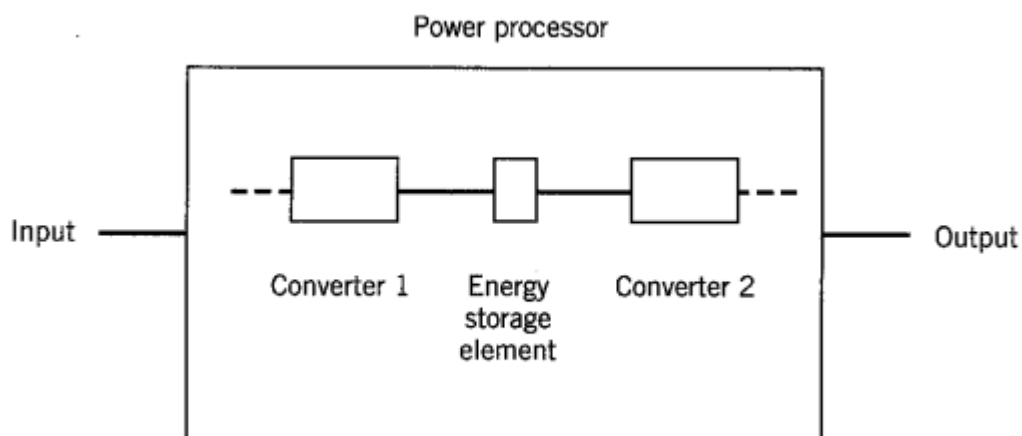 Power processor
Input
Output
Converter 1
Energy
storage
element
Converter 2